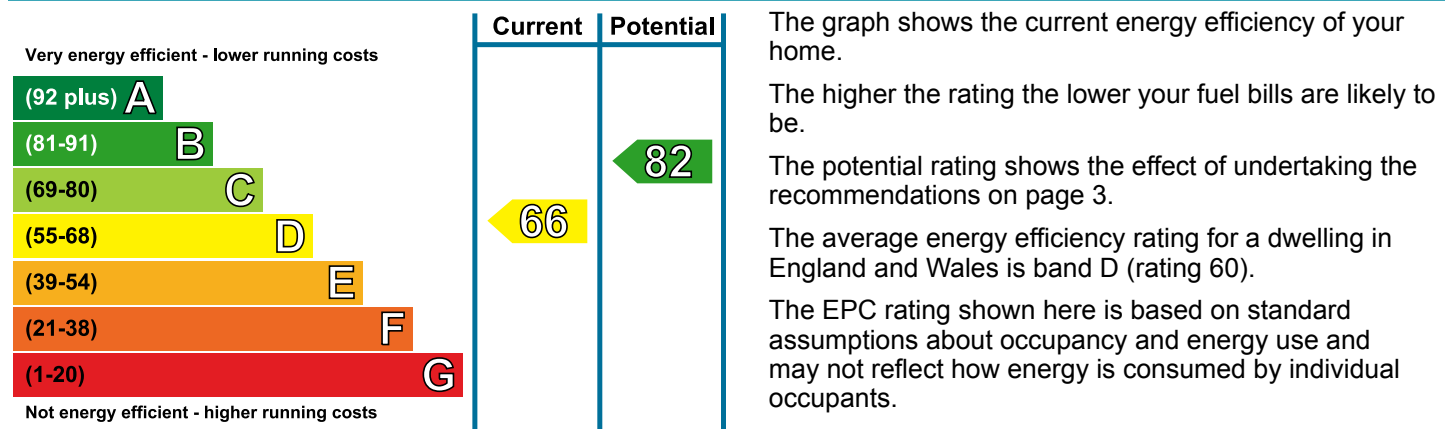 Current Potential
Very energy efficient - lower running costs
(92 plus) A
(81-91) B
(69-80) C
(55-68) D
(39-54) E
(21-38) F
(1-20) G
Not energy efficient - higher running costs
66
82
The graph shows the current energy efficiency of your
home.
The higher the rating the lower your fuel bills are likely to
be.
The potential rating shows the effect of undertaking the
recommendations on page 3.
The average energy efficiency rating for a dwelling in
England and Wales is band D (rating 60).
The EPC rating shown here is based on standard
assumptions about occupancy and energy use and
may not reflect how energy is consumed by individual
occupants.